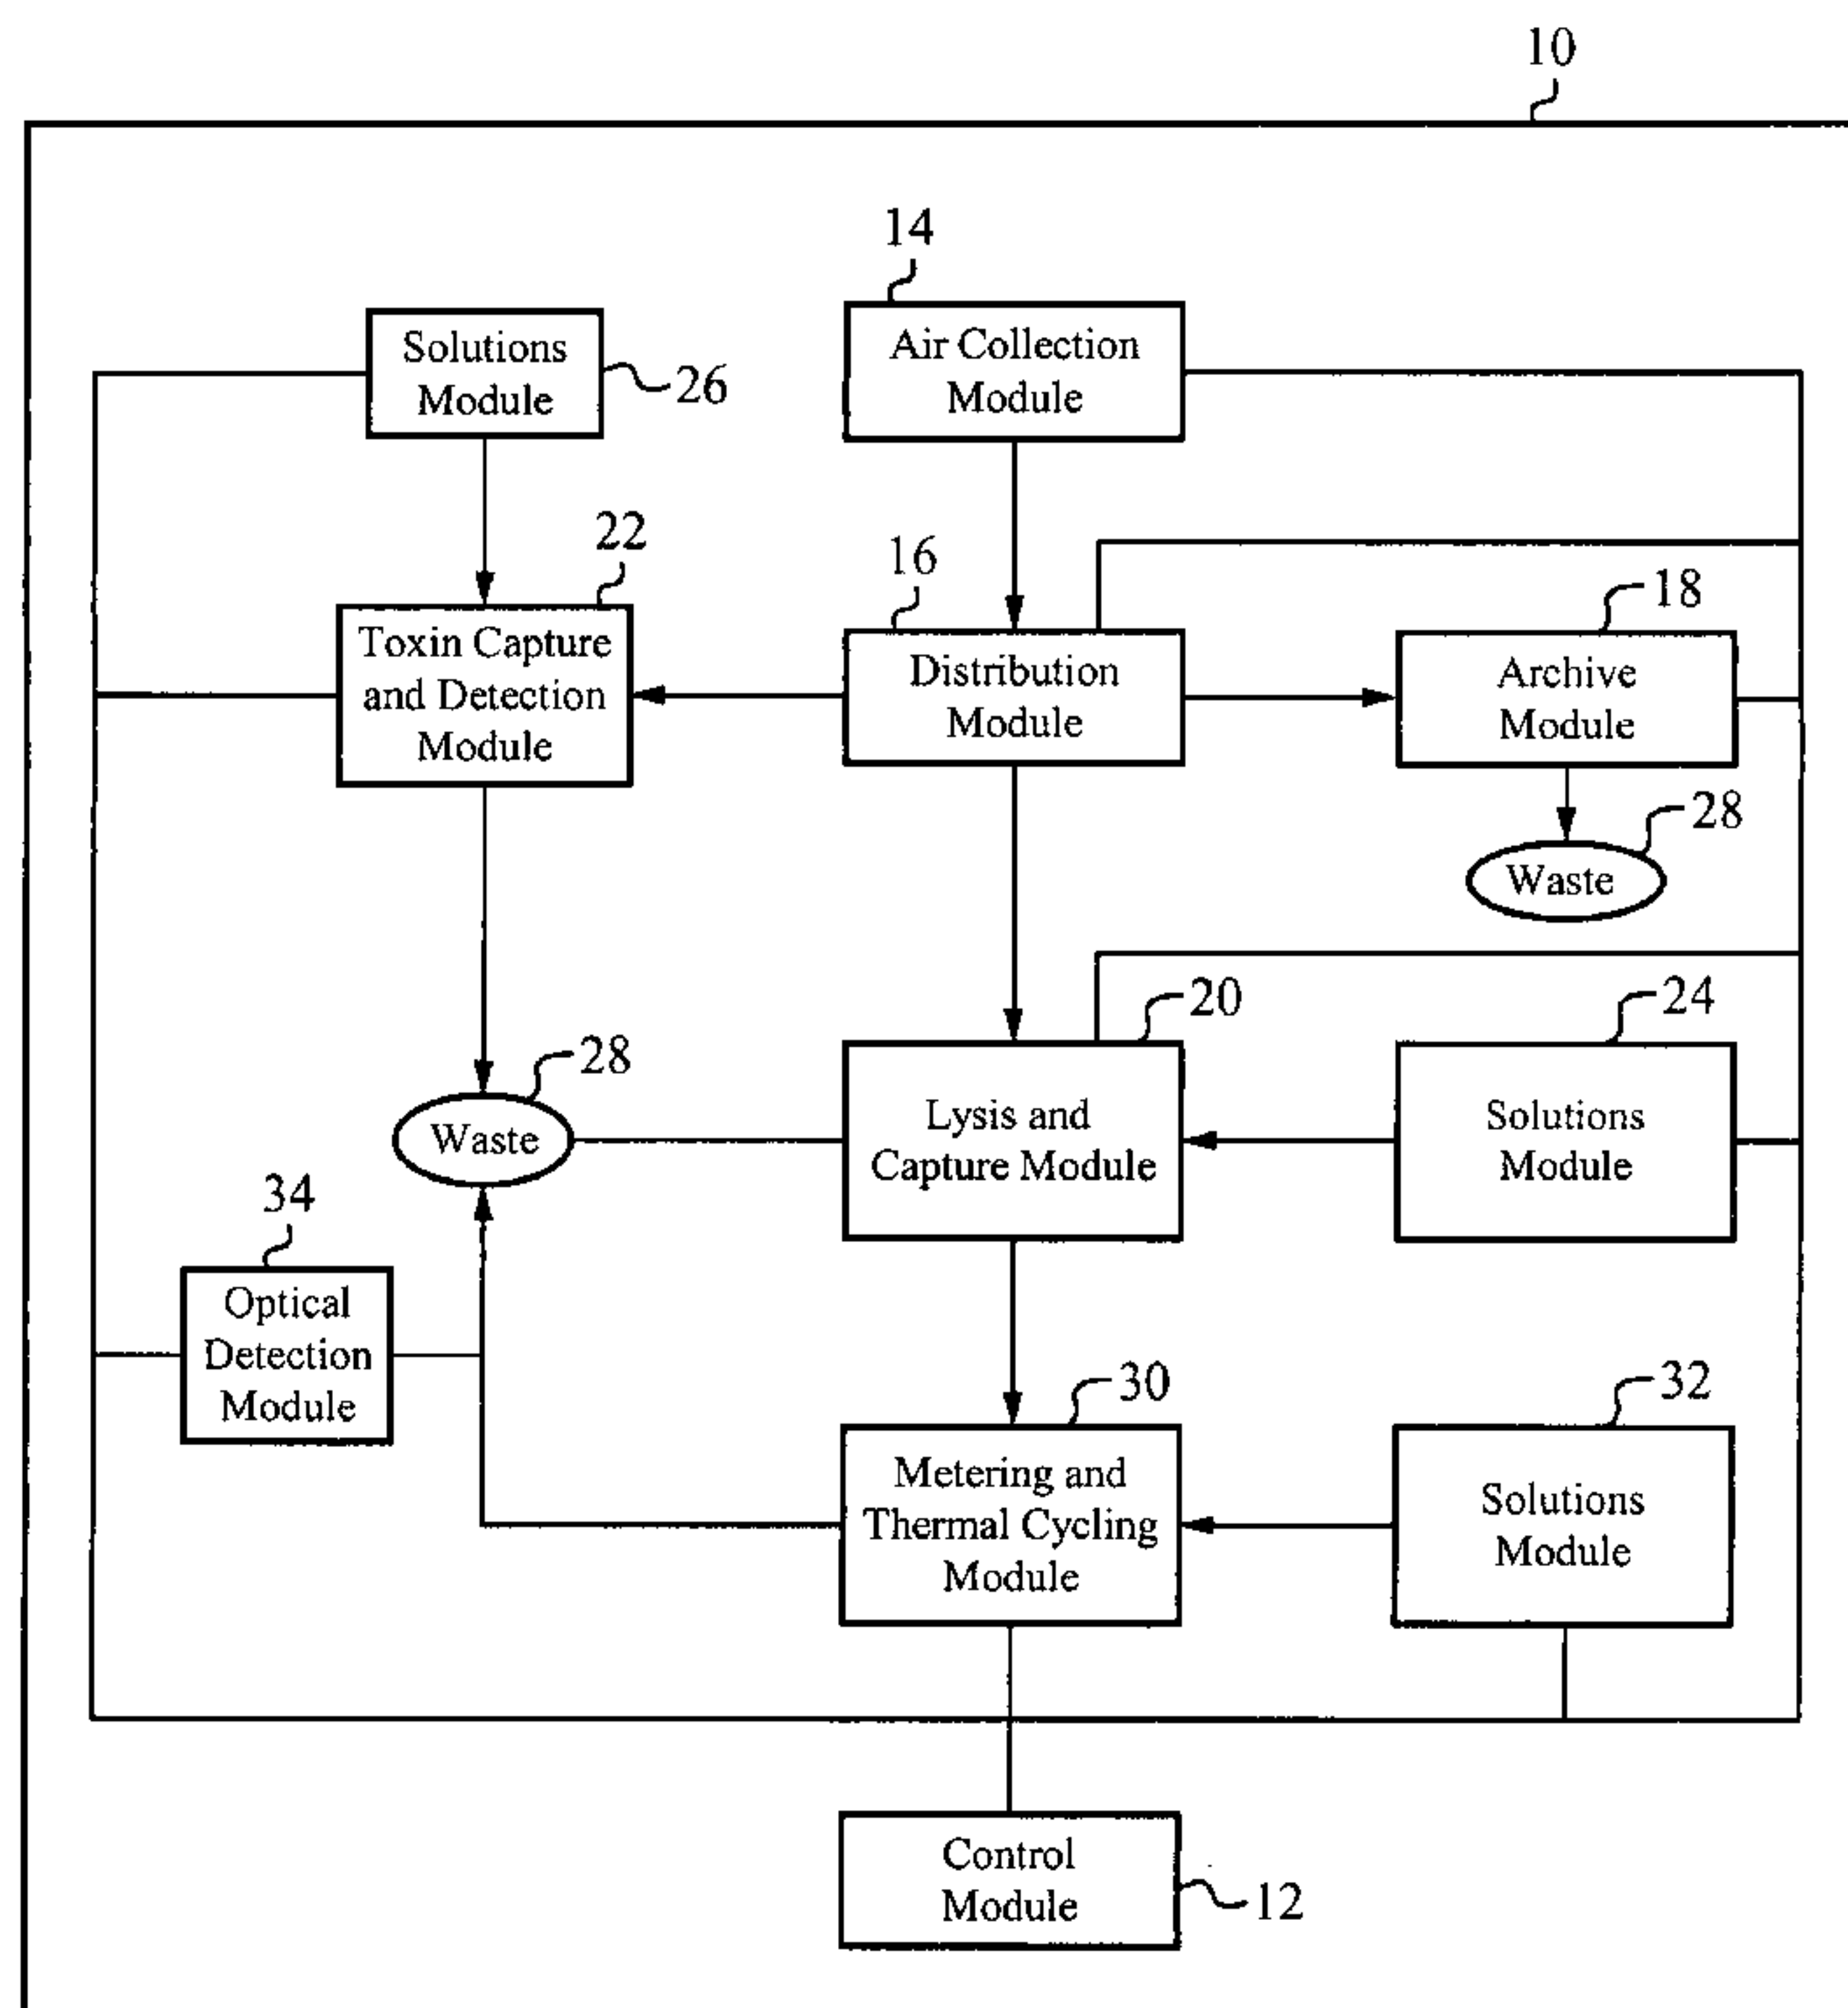 10
14
Solutions
Module
26
Air Collection
Module
22
16
18
Toxin Capture
and Detection
Module
Distribution
Module
Archive
Module
28
Waste
20
24
28
Waste
Lysis and
Capture Module
Solutions
Module
34
Optical
Detection
Module
30
32
Metering and
Thermal Cycling
Module
Solutions
Module
Control
Module
12